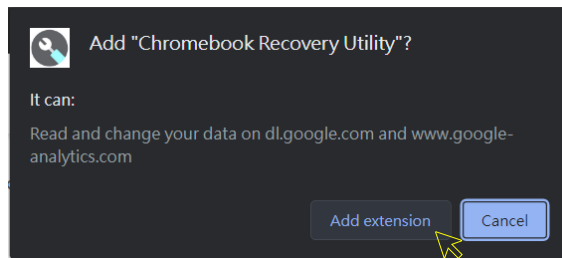 Add "Chromebook Recovery Utility"?
It can:
Read and change your data on dl.google.com and www.google-
analytics.com
Add extension
Cancel